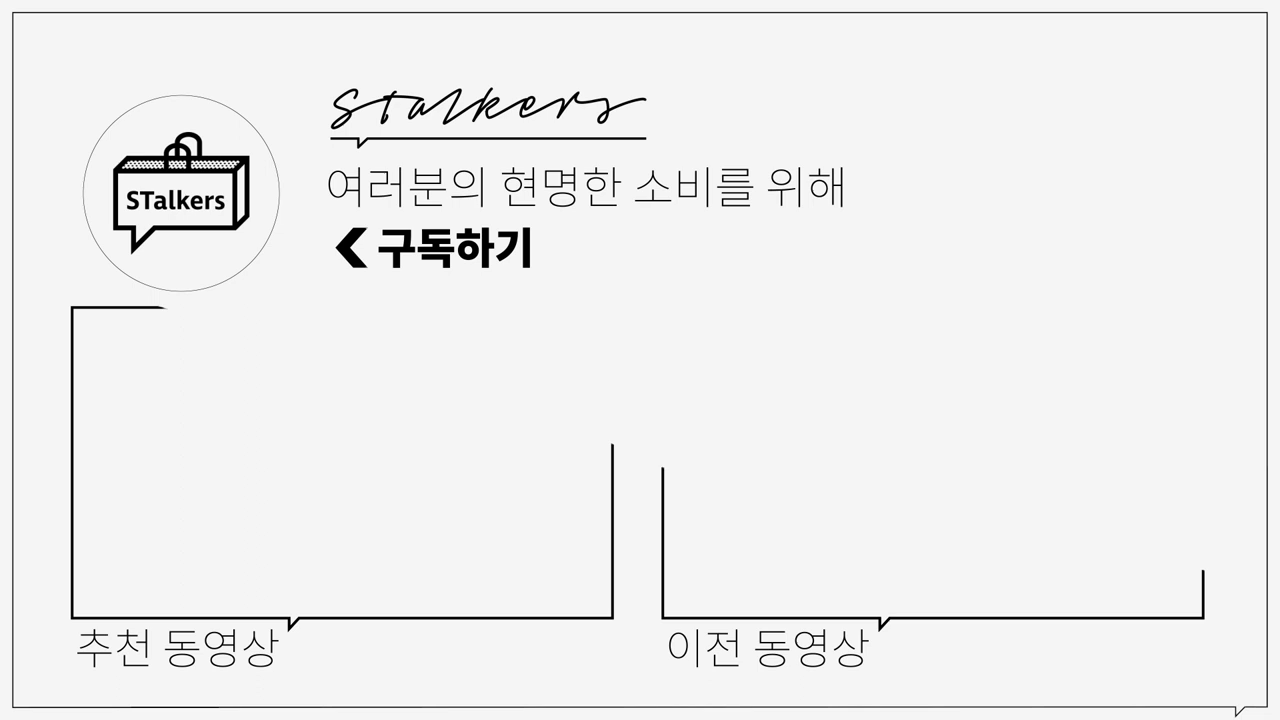 Stalkers
STalkers
여러분의 현명한 소비를 위해
구독하기
추천 동영상
이전 동영상